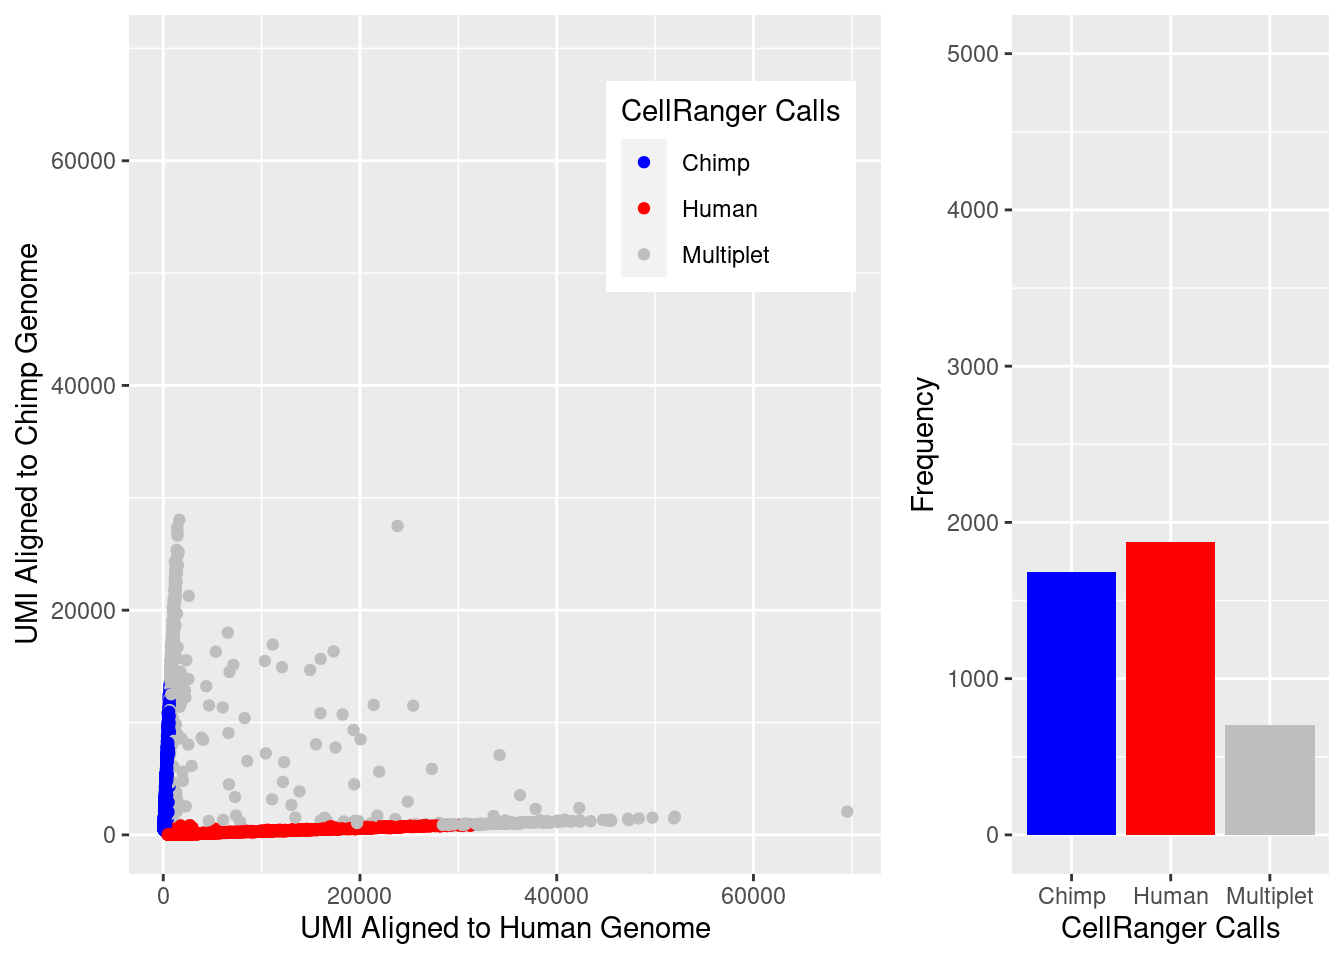 UMI Aligned to Chimp Genome
60000
40000
20000
0
0 20000 40000 60000
UMI Aligned to Human Genome
CellRanger Calls
Chimp
Human
Multiplet
Frequency
5000
4000
3000
2000
1000
0
Chimp Human Multiplet
CellRanger Calls